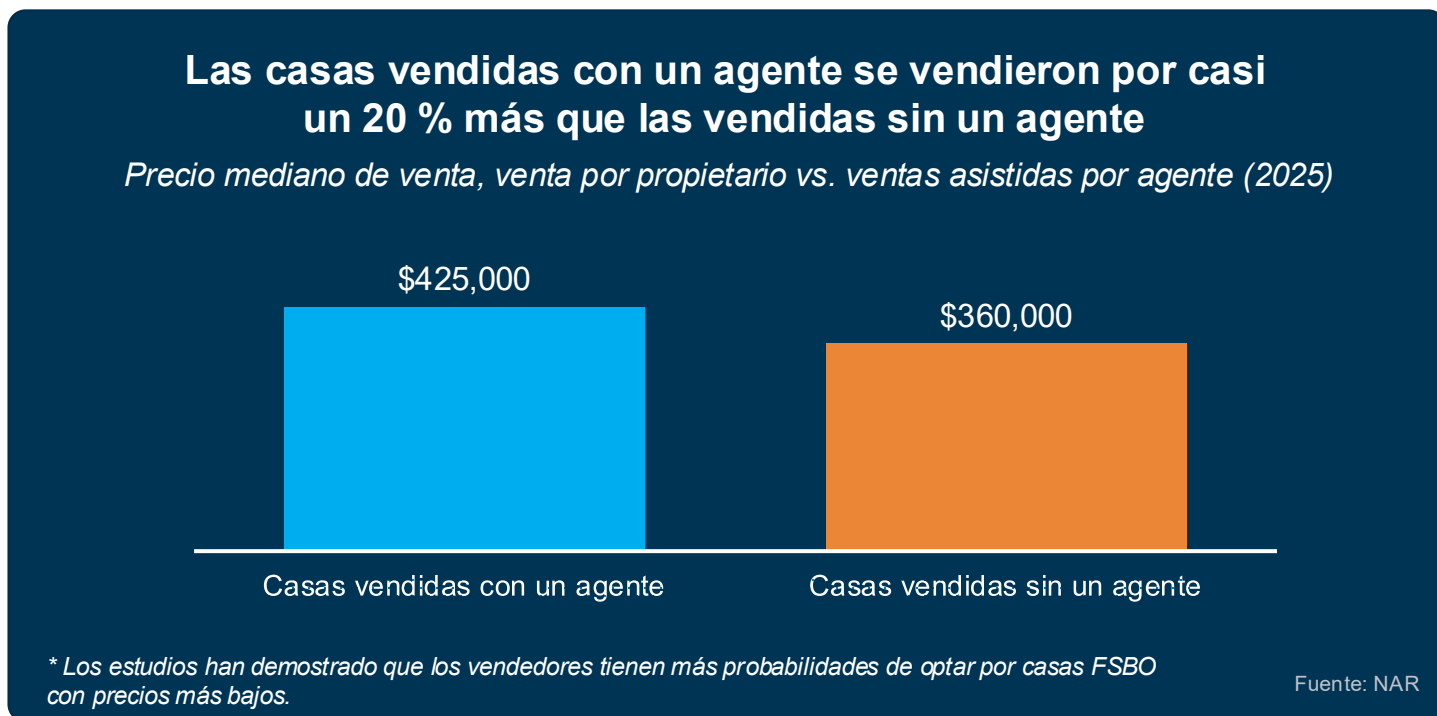 Las casas vendidas con un agente se vendieron por casi
un 20 % más que las vendidas sin un agente
Precio mediano de venta, venta por propietario vs. ventas asistidas por agente (2025)
$425,000
$360,000
Casas vendidas con un agente
Casas vendidas sin un agente
* Los estudios han demostrado que los vendedores tienen más probabilidades de optar por casas FSBO
con precios más bajos.
Fuente: NAR